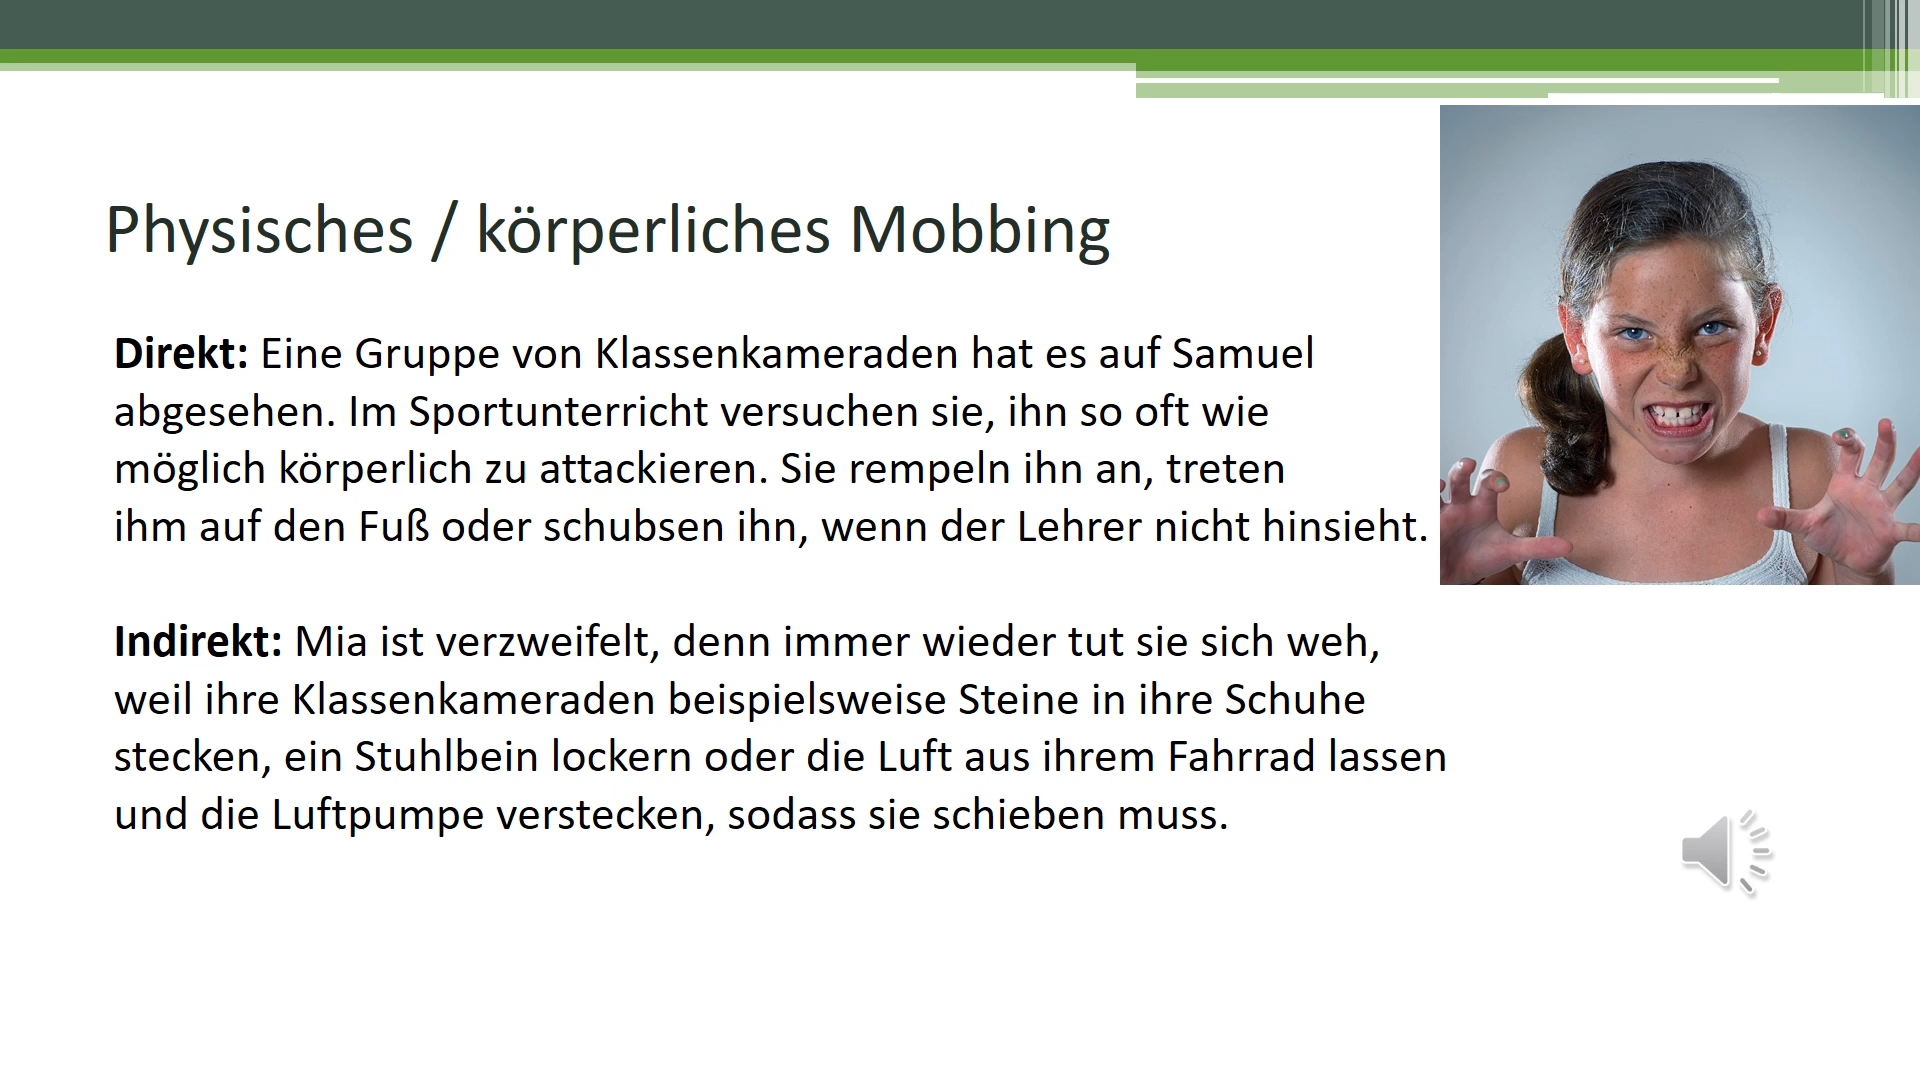 Physisches / körperliches Mobbing
Direkt: Eine Gruppe von Klassenkameraden hat es auf Samuel
abgesehen. Im Sportunterricht versuchen sie, ihn so oft wie
möglich körperlich zu attackieren. Sie rempeln ihn an, treten
ihm auf den Fuß oder schubsen ihn, wenn der Lehrer nicht hinsieht.
Indirekt: Mia ist verzweifelt, denn immer wieder tut sie sich weh,
weil ihre Klassenkameraden beispielsweise Steine in ihre Schuhe
stecken, ein Stuhlbein lockern oder die Luft aus ihrem Fahrrad lassen
und die Luftpumpe verstecken, sodass sie schieben muss.